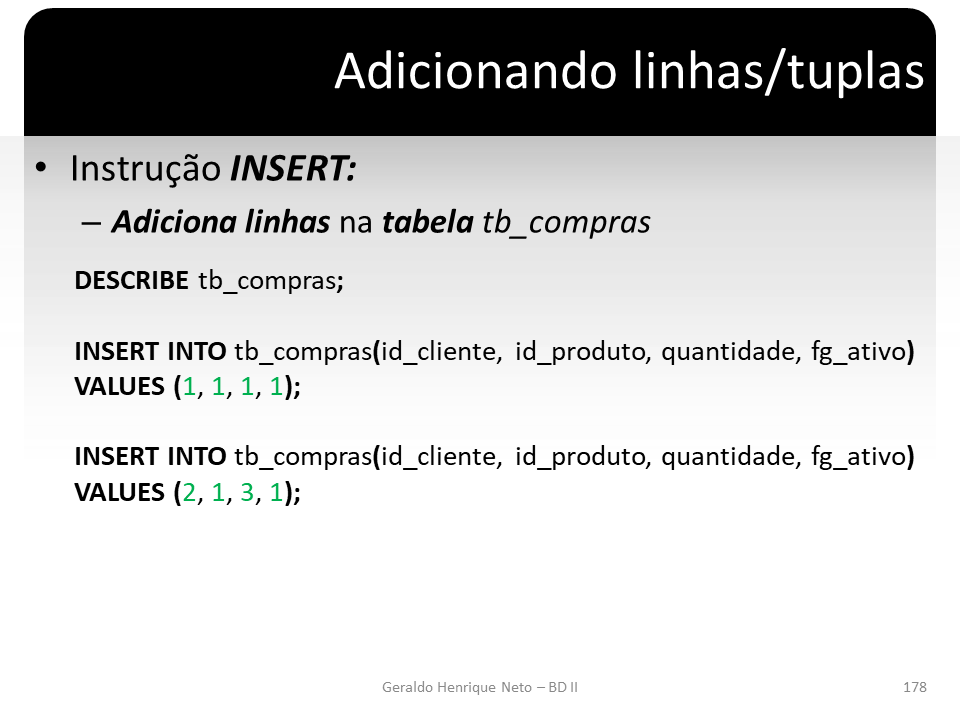 Adicionando linhas/tuplas
• Instrução INSERT:
– Adiciona linhas na tabela tb_compras
DESCRIBE tb_compras;
INSERT INTO tb_compras(id_cliente, id_produto, quantidade, fg_ativo)
VALUES (1, 1, 1, 1);
INSERT INTO tb_compras(id_cliente, id_produto, quantidade, fg_ativo)
VALUES (2, 1, 3, 1);
Geraldo Henrique Neto – BD II
178